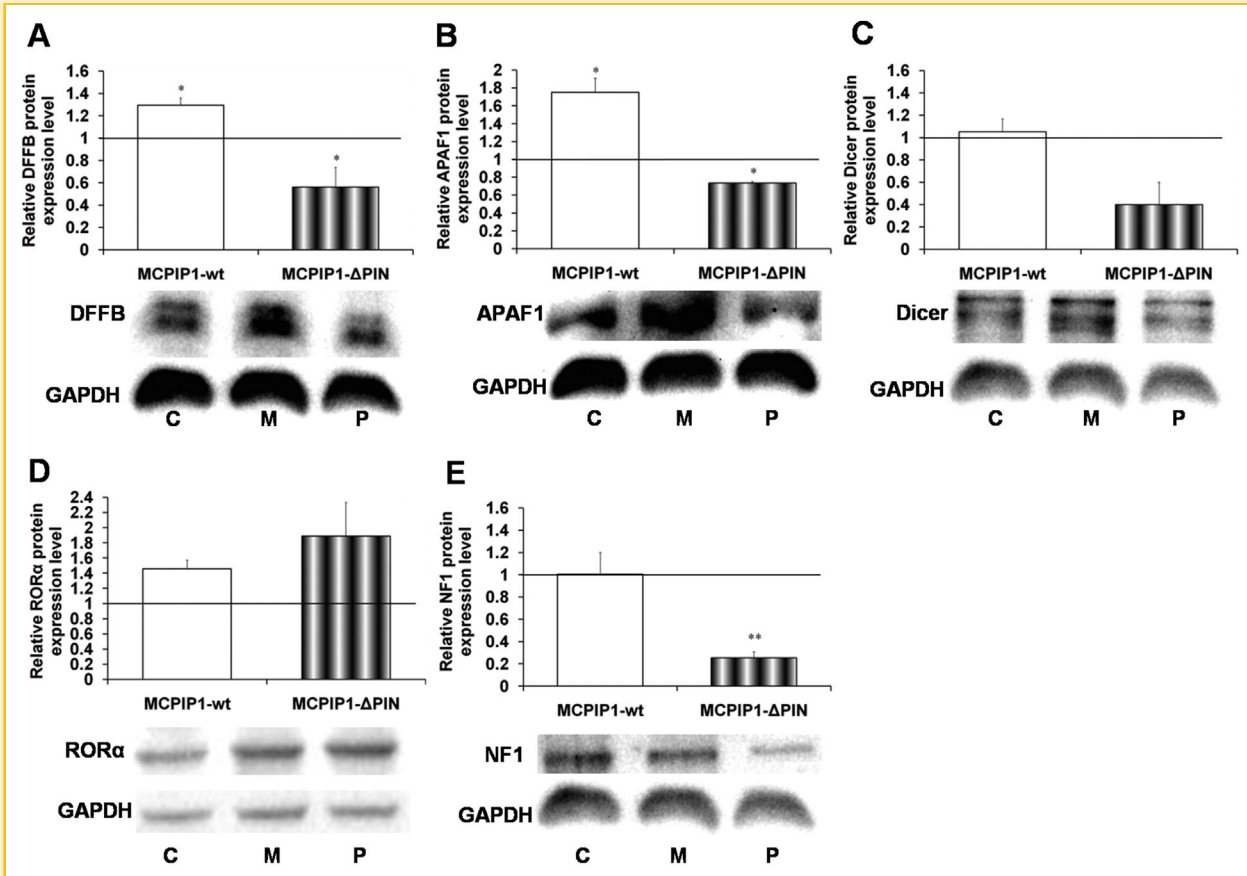 A
Relative DFFB protein
expression level
1.6
1.4
1.2
1
0.8
0.6
0.4
0.2
0
*
*
MCPIP1-wt
MCPIP1-ΔPIN
DFFB
GAPDH
C
M
P
B
Relative APAF1 protein
expression level
2
1.8
1.6
1.4
1.2
1
0.8
0.6
0.4
0.2
0
*
*
MCPIP1-wt
MCPIP1-ΔPIN
APAF1
GAPDH
C
M
P
C
Relative Dicer protein
expression level
1.6
1.4
1.2
1
0.8
0.6
0.4
0.2
0
MCPIP1-wt
MCPIP1-ΔPIN
Dicer
GAPDH
C
M
P
D
Relative RORα protein
expression level
2.4
2.2
2
1.8
1.6
1.4
1.2
1
0.8
0.6
0.4
0.2
0
MCPIP1-wt
MCPIP1-ΔPIN
RORα
GAPDH
C
M
P
E
Relative NF1 protein
expression level
1.6
1.4
1.2
1
0.8
0.6
0.4
0.2
0
**
MCPIP1-wt
MCPIP1-ΔPIN
NF1
GAPDH
C
M
P